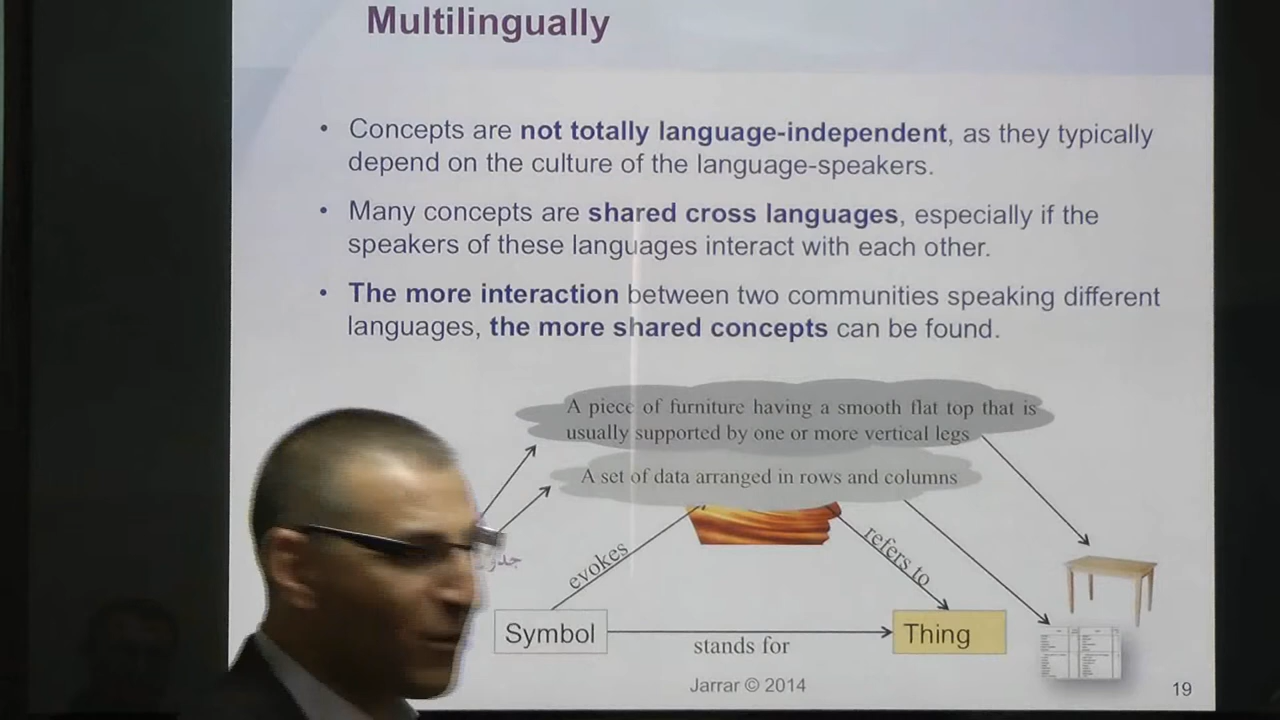 Multilingually
• Concepts are not totally language-independent, as they typically
depend on the culture of the language-speakers.
• Many concepts are shared cross languages, especially if the
speakers of these languages interact with each other.
• The more interaction between two communities speaking different
languages, the more shared concepts can be found.
A piece of furniture having a smooth flat top that is
usually supported by one or more vertical legs
A set of data arranged in rows and columns
evokes
refers to
Symbol
stands for
Thing
Jarrar © 2014
19